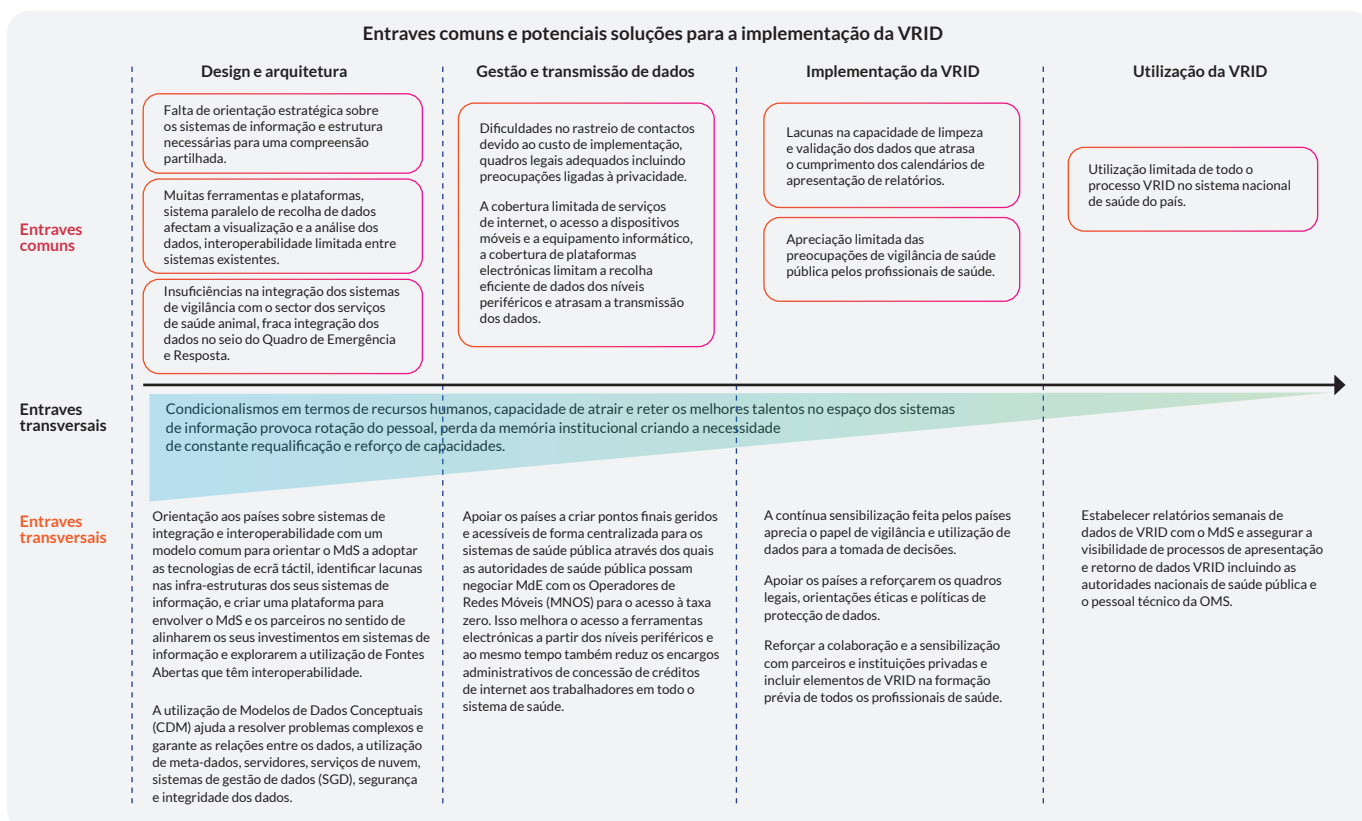 Entraves comuns e potenciais soluções para a implementação da VRID
Design e arquitetura
Gestão e transmissão de dados
Implementação da VRID
Utilização da VRID
Entraves
comuns
Falta de orientação estratégica sobre
os sistemas de informação e estrutura
necessárias para uma compreensão
partilhada.
Muitas ferramentas e plataformas,
sistema paralelo de recolha de dados
afectam a visualização e a análise dos
dados, interoperabilidade limitada entre
sistemas existentes.
Insuficiências na integração dos sistemas
de vigilância com o sector dos serviços
de saúde animal, fraca integração dos
dados no seio do Quadro de Emergência
e Resposta.
Dificuldades no rastreio de contactos
devido ao custo de implementação,
quadros legais adequados incluindo
preocupações ligadas à privacidade.
A cobertura limitada de serviços
de internet, o acesso a dispositivos
móveis e a equipamento informático,
a cobertura de plataformas
electrónicas limitam a recolha
eficiente de dados dos níveis
periféricos e atrasam a transmissão
dos dados.
Lacunas na capacidade de limpeza
e validação dos dados que atrasa
o cumprimento dos calendários de
apresentação de relatórios.
Apreciação limitada das
preocupações de vigilância de saúde
pública pelos profissionais de saúde.
Utilização limitada de todo o
processo VRID no sistema nacional
de saúde do país.
Entraves
transversais
Condicionalismos em termos de recursos humanos, capacidade de atrair e reter os melhores talentos no espaço dos sistemas
de informação provoca rotação do pessoal, perda da memória institucional criando a necessidade
de constante requalificação e reforço de capacidades.
Entraves
transversais
Orientação aos países sobre sistemas de
integração e interoperabilidade com um
modelo comum para orientar o MdS a adoptar
as tecnologias de ecrã táctil, identificar lacunas
nas infra-estruturas dos seus sistemas de
informação, e criar uma plataforma para
envolver o MdS e os parceiros no sentido de
alinharem os seus investimentos em sistemas de
informação e explorarem a utilização de Fontes
Abertas que têm interoperabilidade.
A utilização de Modelos de Dados Conceptuais
(CDM) ajuda a resolver problemas complexos e
garante as relações entre os dados, a utilização
de meta-dados, servidores, serviços de nuvem,
sistemas de gestão de dados (SGD), segurança
e integridade dos dados.
Apoiar os países a criar pontos finais geridos
e acessíveis de forma centralizada para os
sistemas de saúde pública através dos quais
as autoridades de saúde pública possam
negociar MdE com os Operadores de
Redes Móveis (MNOS) para o acesso à taxa
zero. Isso melhora o acesso a ferramentas
electrónicas a partir dos níveis periféricos e
ao mesmo tempo também reduz os encargos
administrativos de concessão de créditos
de internet aos trabalhadores em todo o
sistema de saúde.
A contínua sensibilização feita pelos países
aprecia o papel de vigilância e utilização de
dados para a tomada de decisões.
Apoiar os países a reforçarem os quadros
legais, orientações éticas e políticas de
protecção de dados.
Reforçar a colaboração e a sensibilização
com parceiros e instituições privadas e
incluir elementos de VRID na formação
prévia de todos os profissionais de saúde.
Estabelecer relatórios semanais de
dados de VRID com o MdS e assegurar a
visibilidade de processos de apresentação
e retorno de dados VRID incluindo as
autoridades nacionais de saúde pública e
o pessoal técnico da OMS.